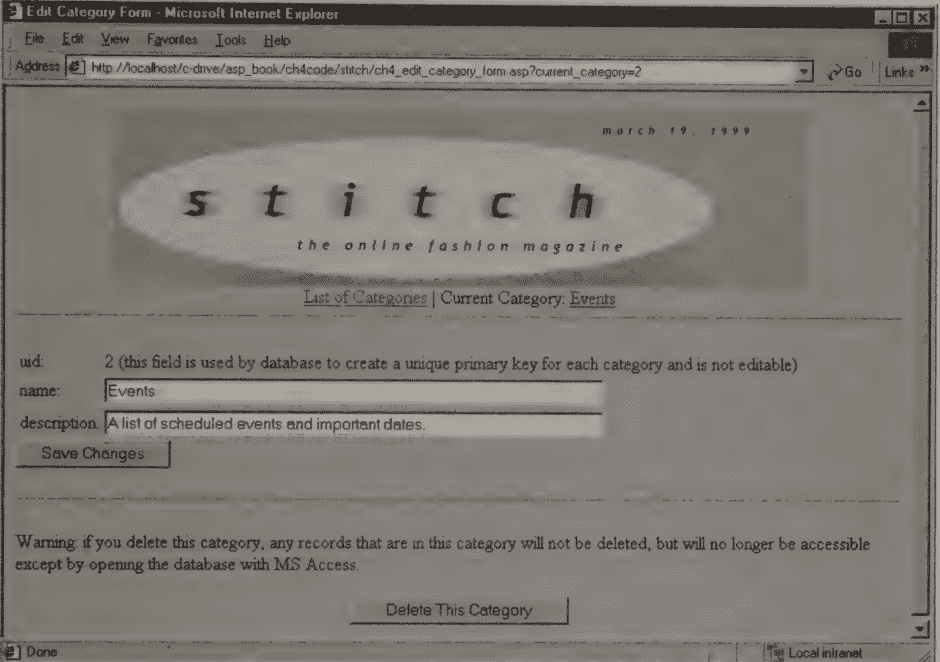 Edit Category Form - Microsoft Internet Explorer
File Edit View Favorites Tools Help
Address http://localhost/c-drive/asp_book/ch4code/stitch/ch4_edit_category_form.asp?current_category=2 Go Links »
march 19, 1999
stitch
the online fashion magazine
List of Categories | Current Category: Events
uid: 2 (this field is used by database to create a unique primary key for each category and is not editable)
name: Events
description: A list of scheduled events and important dates.
Save Changes
Warning: if you delete this category, any records that are in this category will not be deleted, but will no longer be accessible
except by opening the database with MS Access.
Delete This Category
Done Local intranet